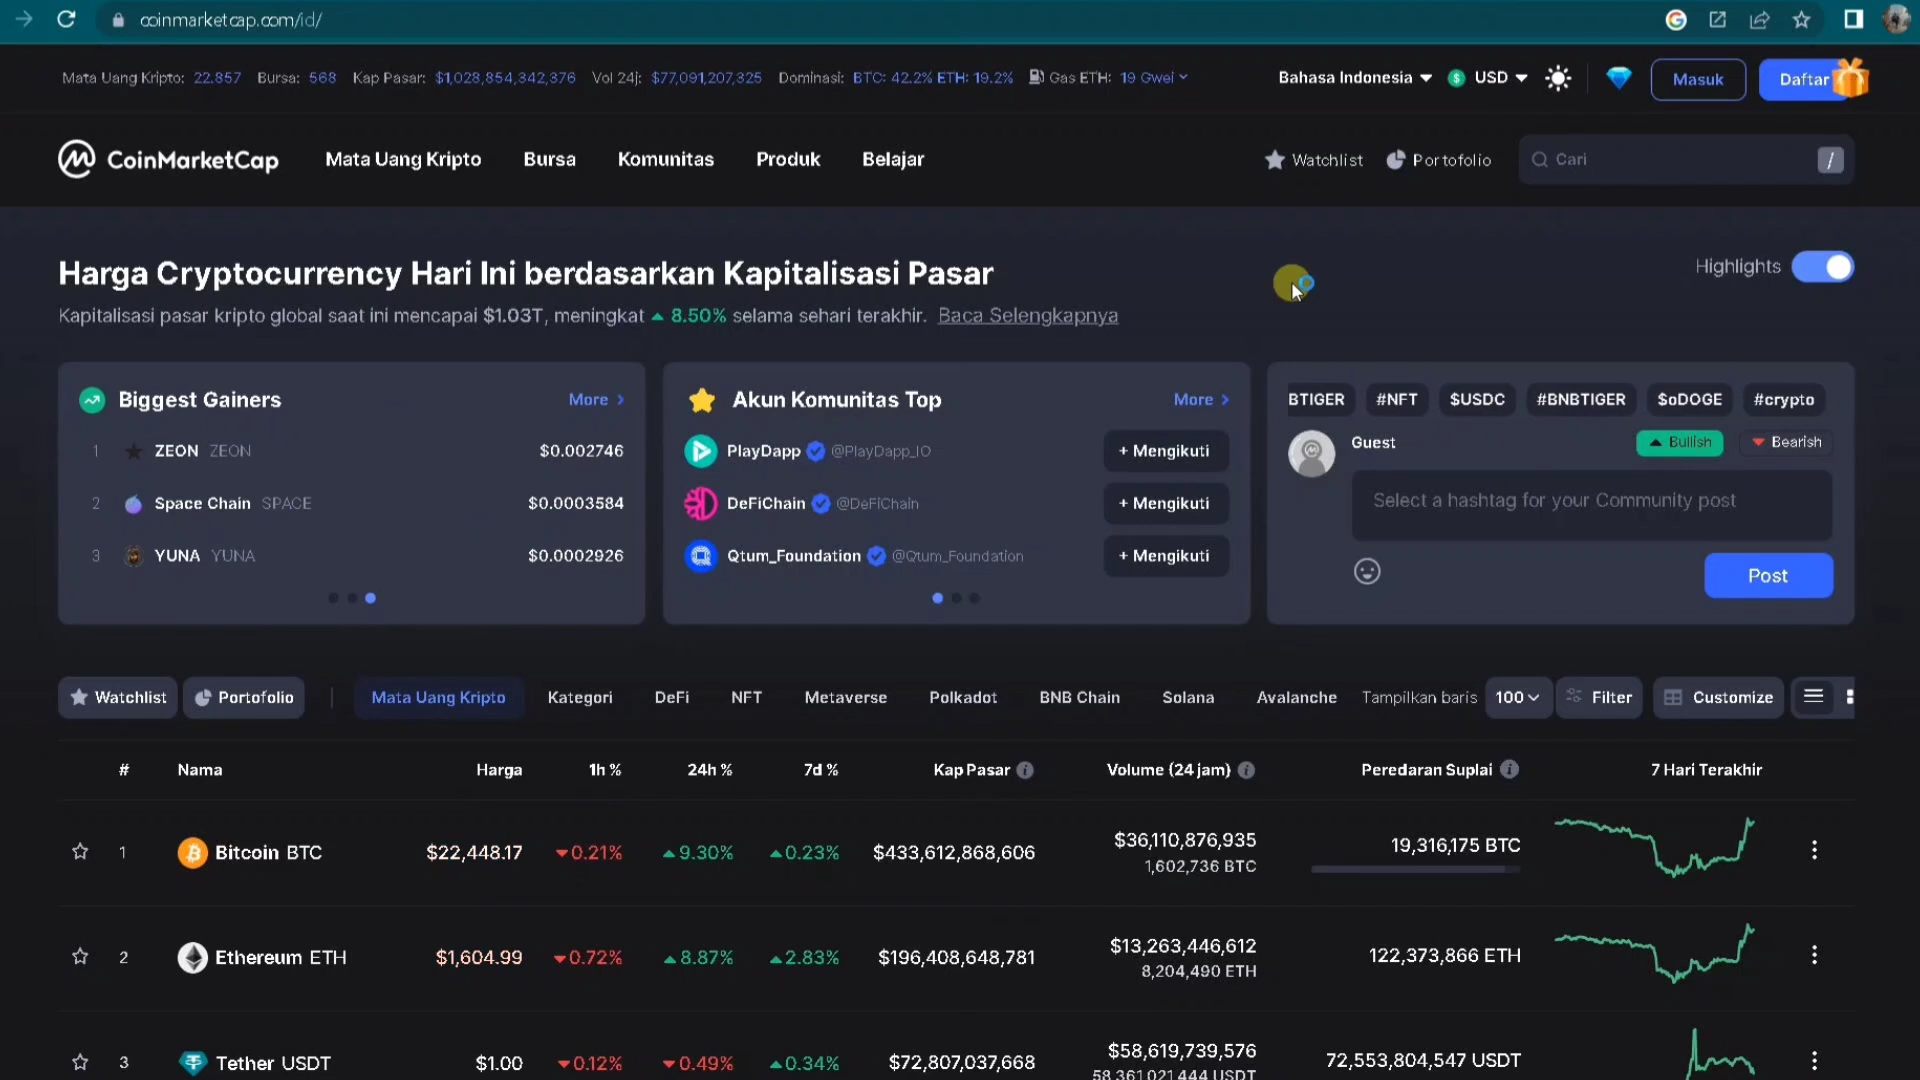 coinmarketcap.com/id/
Mata Uang Kripto: 22.857 Bursa: 568 Kap Pasar: $1,028,854,342,376 Vol 24j: $77,091,207,325 Dominasi: BTC: 42.2% ETH: 19.2% Gas ETH: 19 Gwei
Bahasa Indonesia USD Masuk Daftar
CoinMarketCap Mata Uang Kripto Bursa Komunitas Produk Belajar Watchlist Portofolio Cari /
Harga Cryptocurrency Hari Ini berdasarkan Kapitalisasi Pasar
Highlights
Kapitalisasi pasar kripto global saat ini mencapai $1.03T, meningkat 8.50% selama sehari terakhir. Baca Selengkapnya
Biggest Gainers More >
1 ZEON ZEON $0.002746
2 Space Chain SPACE $0.0003584
3 YUNA YUNA $0.0002926
Akun Komunitas Top More >
PlayDapp @PlayDapp_IO + Mengikuti
DeFiChain @DeFiChain + Mengikuti
Qtum_Foundation @Qtum_Foundation + Mengikuti
BTIGER #NFT $USDC #BNBTIGER $oDOGE #crypto
Guest Bullish Bearish
Select a hashtag for your Community post
Post
Watchlist Portofolio Mata Uang Kripto Kategori DeFi NFT Metaverse Polkadot BNB Chain Solana Avalanche Tampilkan baris 100 Filter Customize
# Nama Harga 1h % 24h % 7d % Kap Pasar Volume (24 jam) Peredaran Suplai 7 Hari Terakhir
1 Bitcoin BTC $22,448.17 0.21% 9.30% 0.23% $433,612,868,606 $36,110,876,935 19,316,175 BTC
1,602,736 BTC
2 Ethereum ETH $1,604.99 0.72% 8.87% 2.83% $196,408,648,781 $13,263,446,612 122,373,866 ETH
8,204,490 ETH
3 Tether USDT $1.00 0.12% 0.49% 0.34% $72,807,037,668 $58,619,739,576 72,553,804,547 USDT
58,361,021,444 USDT